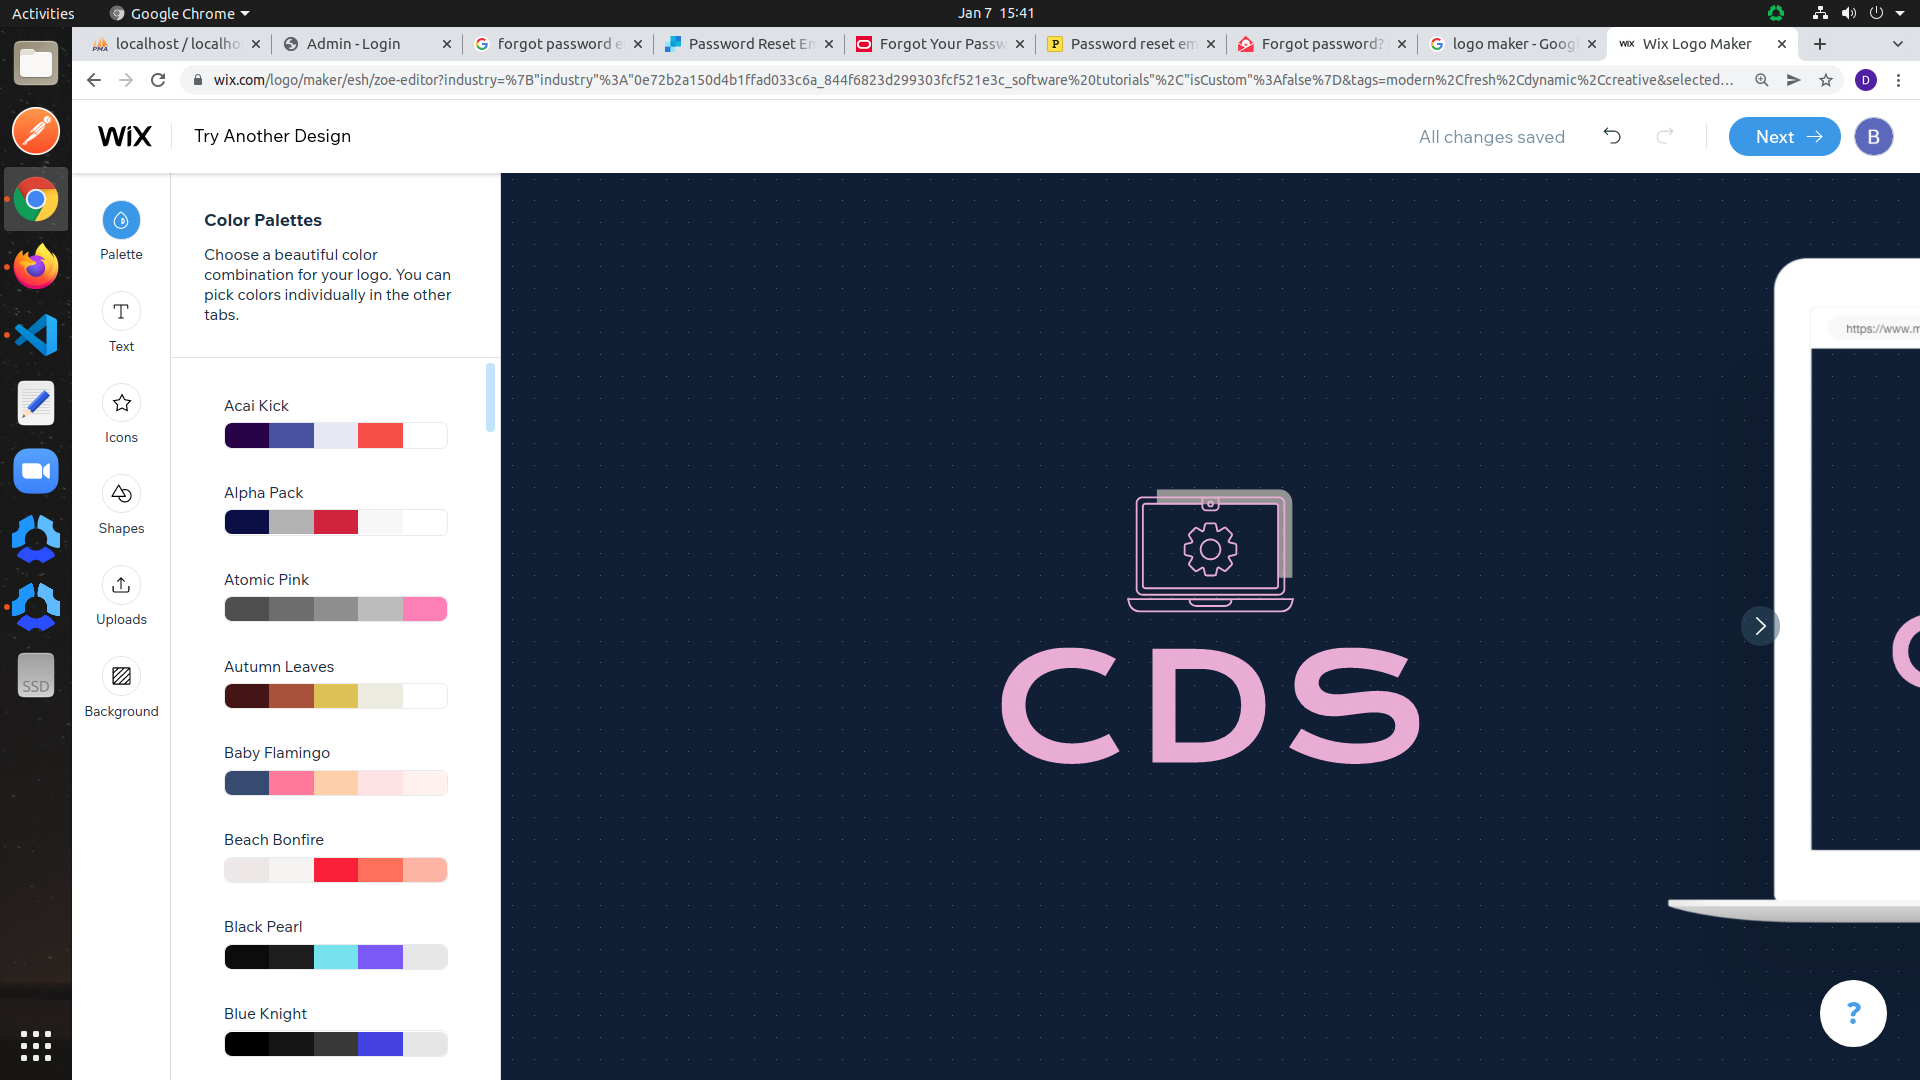 Activities
Google Chrome
Jan 7 15:41
localhost / localho
Admin - Login
forgot password e
Password Reset Em
Forgot Your Passw
Password reset em
Forgot password?
logo maker - Googl
WiX Wix Logo Maker
wix.com/logo/maker/esh/zoe-editor?industry=%7B"industry"%3A"0e72b2a150d4b1ffad033c6a_844f6823d299303fcf521e3c_software%20tutorials"%2C"isCustom"%3Afalse%7D&tags=modern%2Cfresh%2Cdynamic%2Ccreative&selected...
D
WiX
Try Another Design
All changes saved
Next
B
Palette
Text
Icons
Shapes
Uploads
Background
Color Palettes
Choose a beautiful color
combination for your logo. You can
pick colors individually in the other
tabs.
Acai Kick
Alpha Pack
Atomic Pink
Autumn Leaves
Baby Flamingo
Beach Bonfire
Black Pearl
Blue Knight
CDS
https://www.m
SSD
?